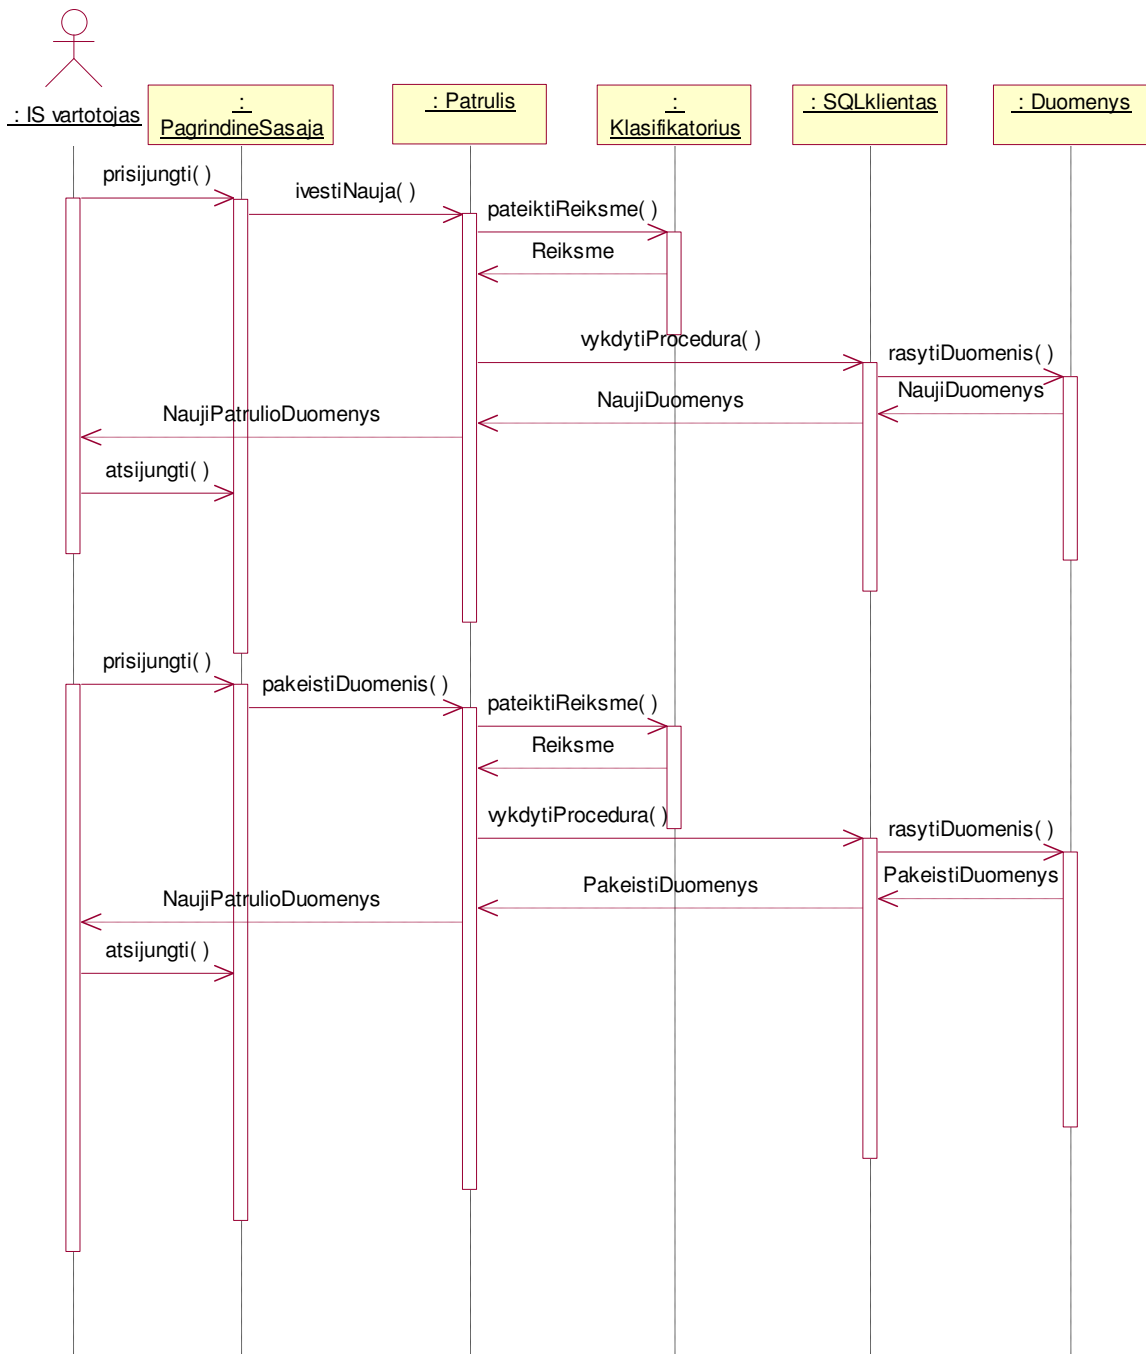 : IS vartotojas
:
PagrindineSasaja
: Patrulis
:
Klasifikatorius
: SQLklientas
: Duomenys
prisijungti( )
ivestiNauja( )
pateiktiReiksme( )
Reiksme
vykdytiProcedura( )
rasytiDuomenis( )
NaujiDuomenys
NaujiDuomenys
NaujiPatrulioDuomenys
atsijungti( )
prisijungti( )
pakeistiDuomenis( )
pateiktiReiksme( )
Reiksme
vykdytiProcedura( )
rasytiDuomenis( )
PakeistiDuomenys
PakeistiDuomenys
NaujiPatrulioDuomenys
atsijungti( )